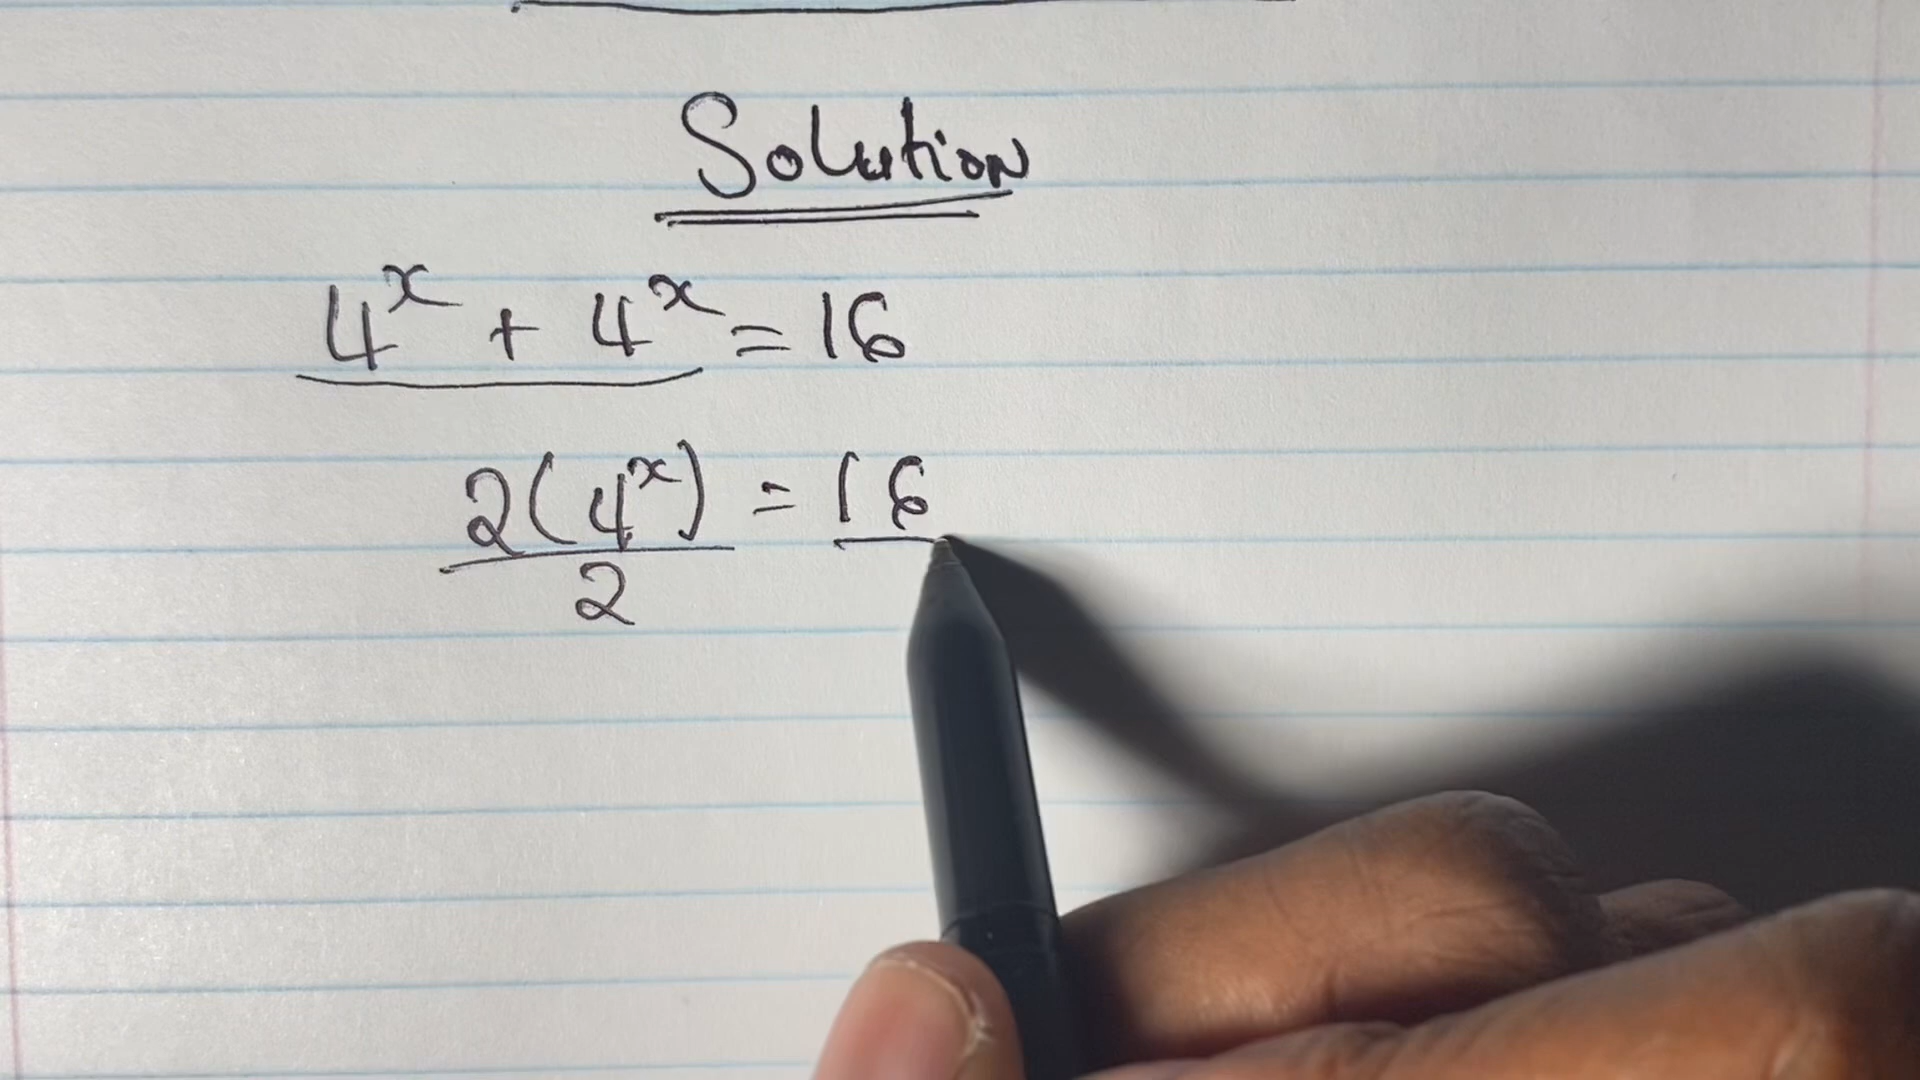 Solution
4^x + 4^x = 16
2(4^x) = 16
2